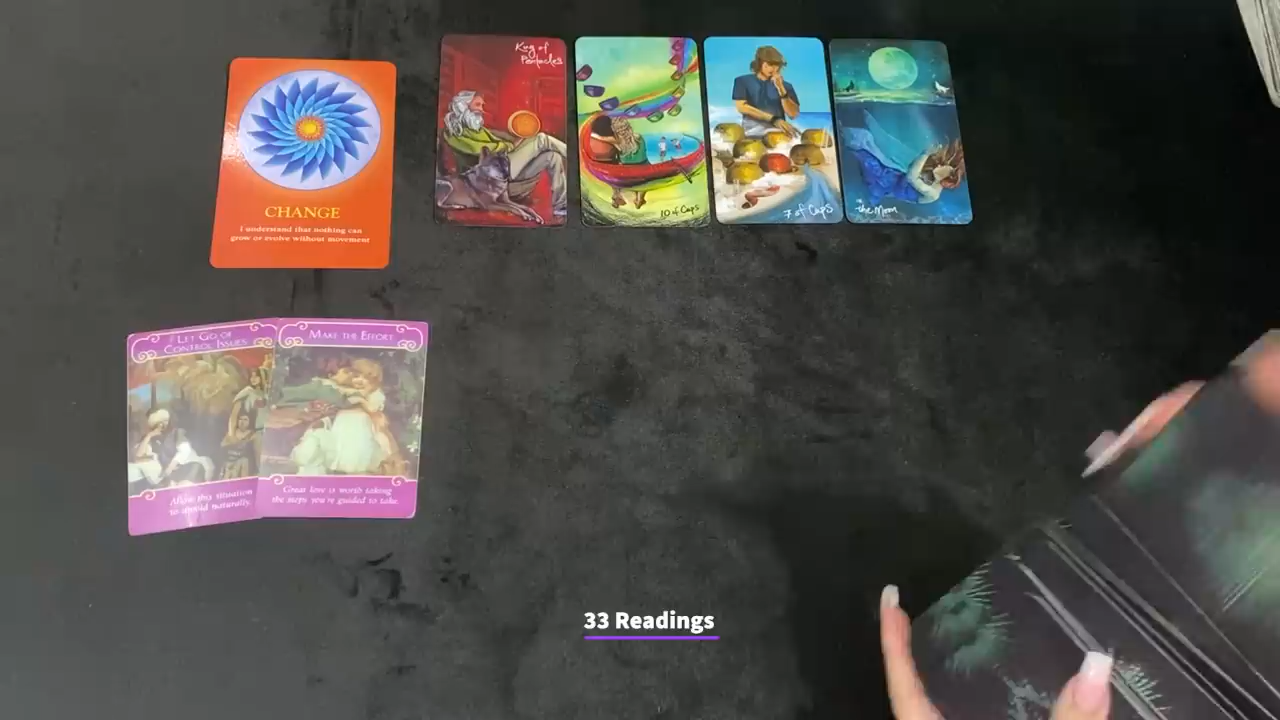 CHANGE
I understand that nothing can
grow or evolve without movement
King of
Pentacles
10 of Cups
7 of Cups
the Moon
LET GO OF
CONTROL ISSUES
Allow this situation
to unfold naturally.
MAKE THE EFFORT
Great love is worth taking
the steps you're guided to take.
33 Readings